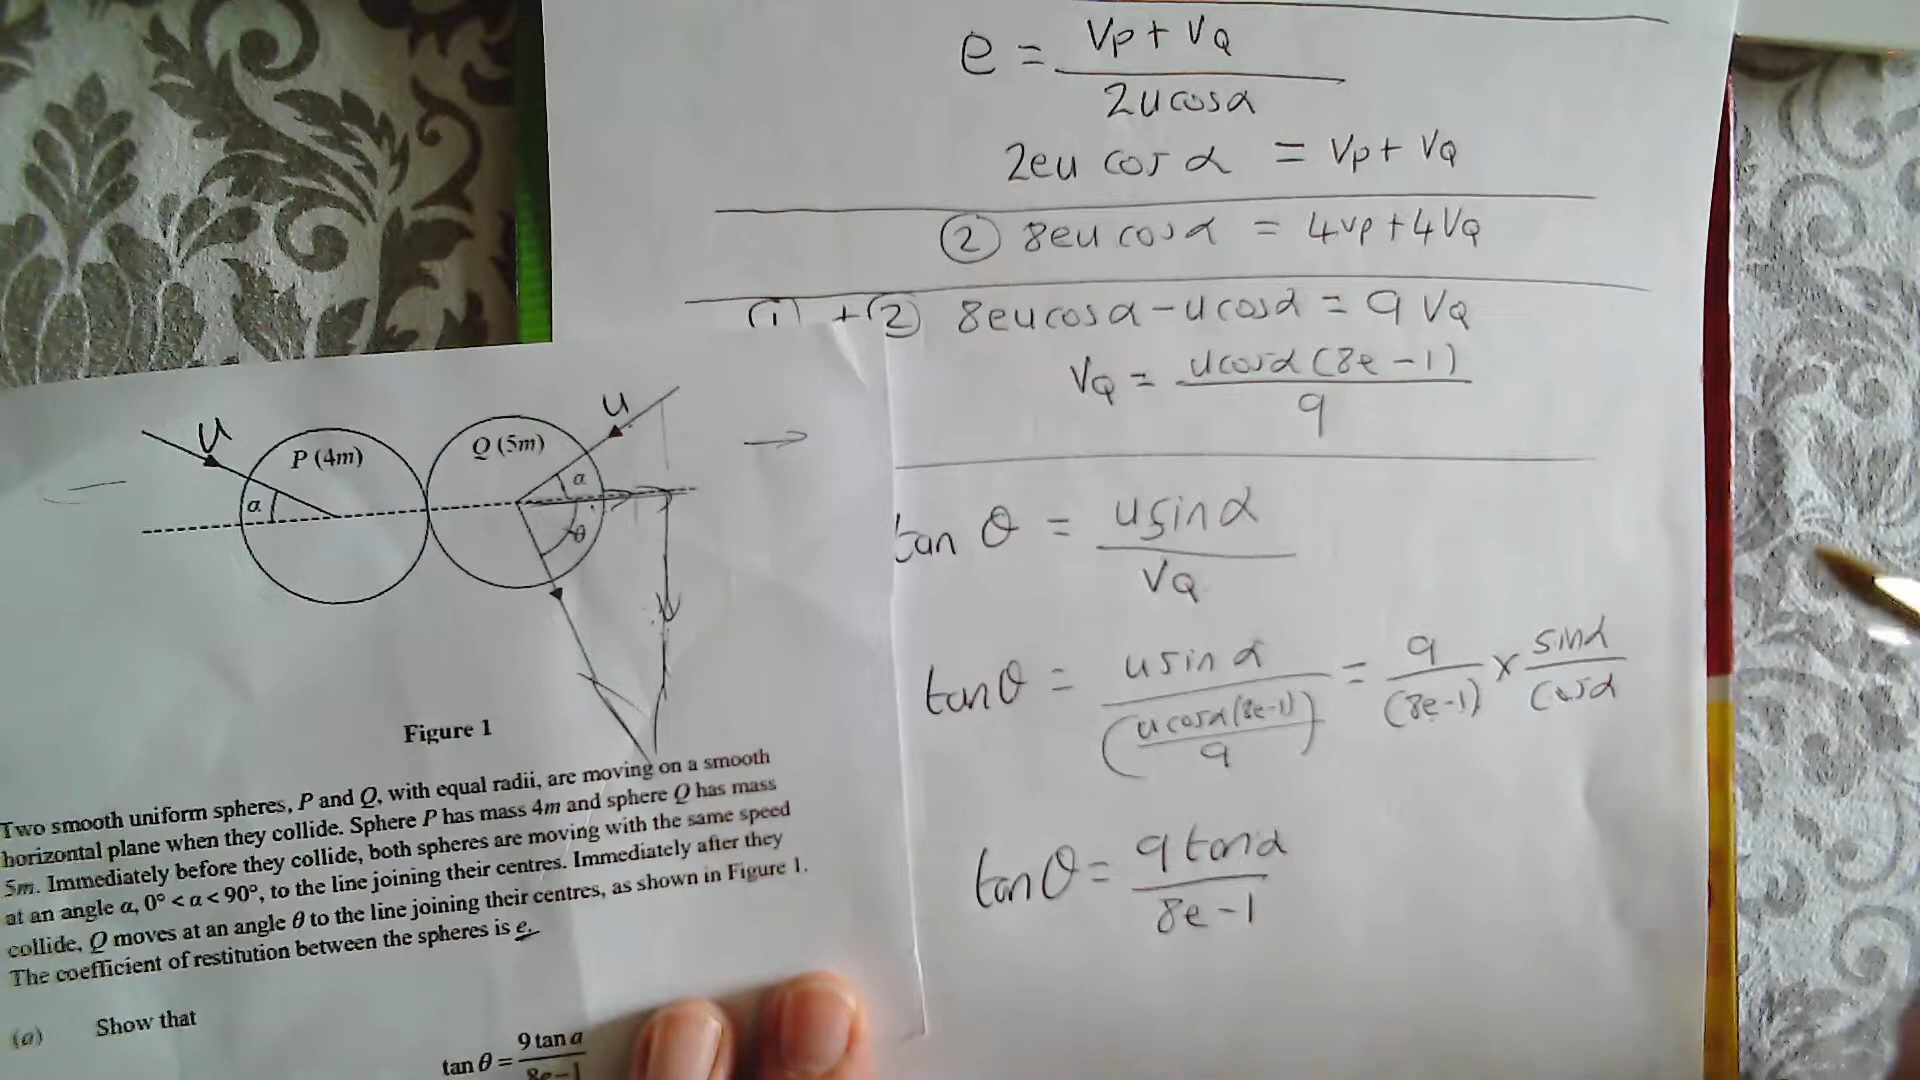 e = Vp + VQ
2u cos α
2eu cos α = Vp + VQ
② 8eu cos α = 4Vp + 4VQ
① + ② 8eu cos α - u cos α = 9 VQ
VQ = u cos α (8e - 1)
9
tan θ = u sin α
VQ
tan θ = u sin α = 9 × sin α
(u cos α (8e-1)) (8e-1) cos α
9
tan θ = 9 tan α
8e - 1
u u
P (4m) Q (5m)
α α
θ
Figure 1
Two smooth uniform spheres, P and Q, with equal radii, are moving on a smooth
horizontal plane when they collide. Sphere P has mass 4m and sphere Q has mass
5m. Immediately before they collide, both spheres are moving with the same speed
at an angle α, 0° < α < 90°, to the line joining their centres. Immediately after they
collide, Q moves at an angle θ to the line joining their centres, as shown in Figure 1.
The coefficient of restitution between the spheres is e.
(a) Show that
tan θ = 9 tan α
8e - 1